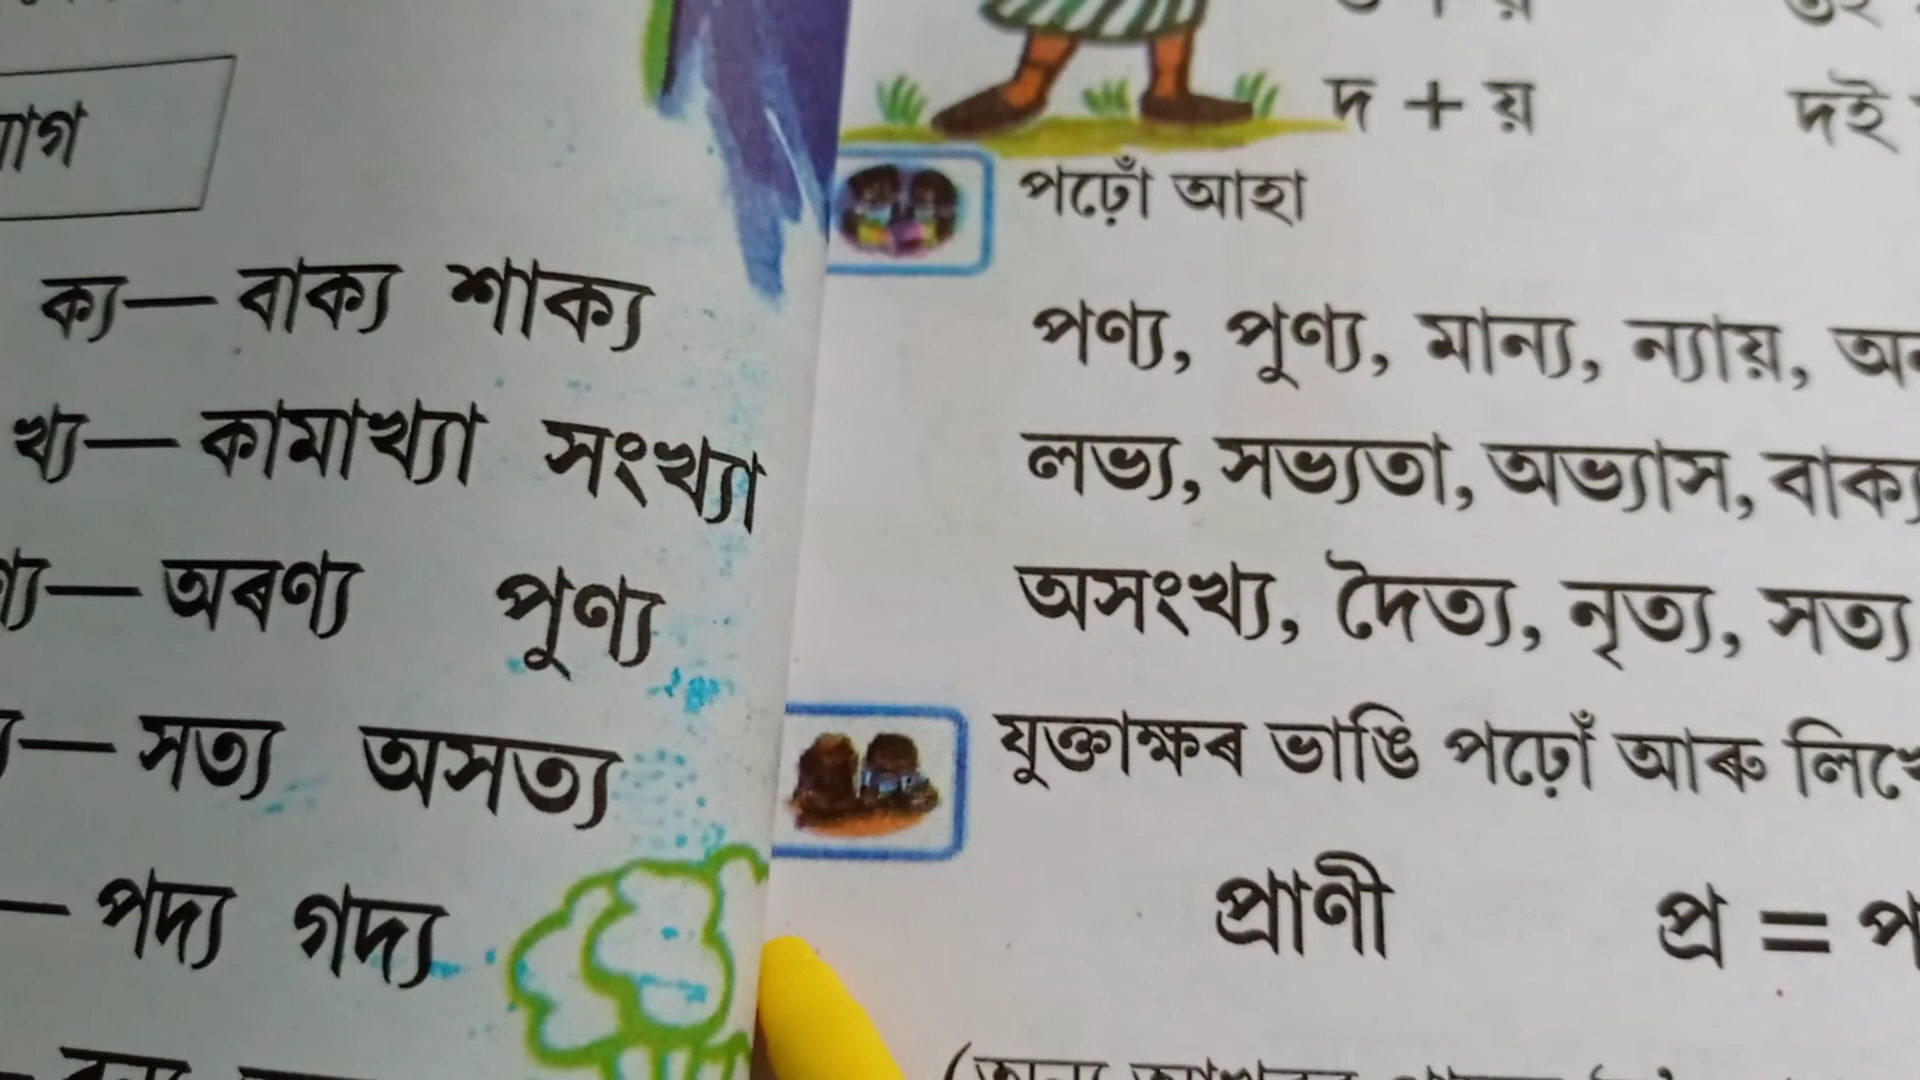 ক্য— বাক্য শাক্য
খ্য— কামাখ্যা সংখ্যা
ণ্য— অৰণ্য পুণ্য
— সত্য অসত্য
— পদ্য গদ্য
দ + য় দই
পঢ়োঁ আহা
পণ্য, পুণ্য, মান্য, ন্যায়,
লভ্য, সভ্যতা, অভ্যাস, বাক্য
অসংখ্য, দৈত্য, নৃত্য, সত্য
যুক্তাক্ষৰ ভাঙি পঢ়োঁ আৰু
প্ৰাণী প্ৰ = প